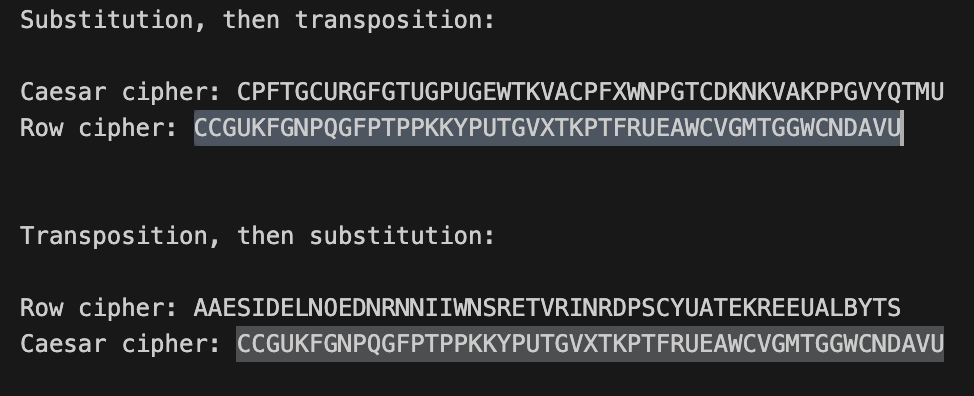 Substitution, then transposition:
Caesar cipher: CPFTGCURGFGTUGPUGEWTKVACPFXWNPGTCDKNKVAKPPGVYQTMU
Row cipher: CCGUKFGNPQGFPTPPKKYPUTGVXTKPTFRUEAWCVGMTGGWCNDAVU
Transposition, then substitution:
Row cipher: AAESIDELNOEDNRNNIIWNSRETVRINRDPSCYUATEKREEUALBYTS
Caesar cipher: CCGUKFGNPQGFPTPPKKYPUTGVXTKPTFRUEAWCVGMTGGWCNDAVU